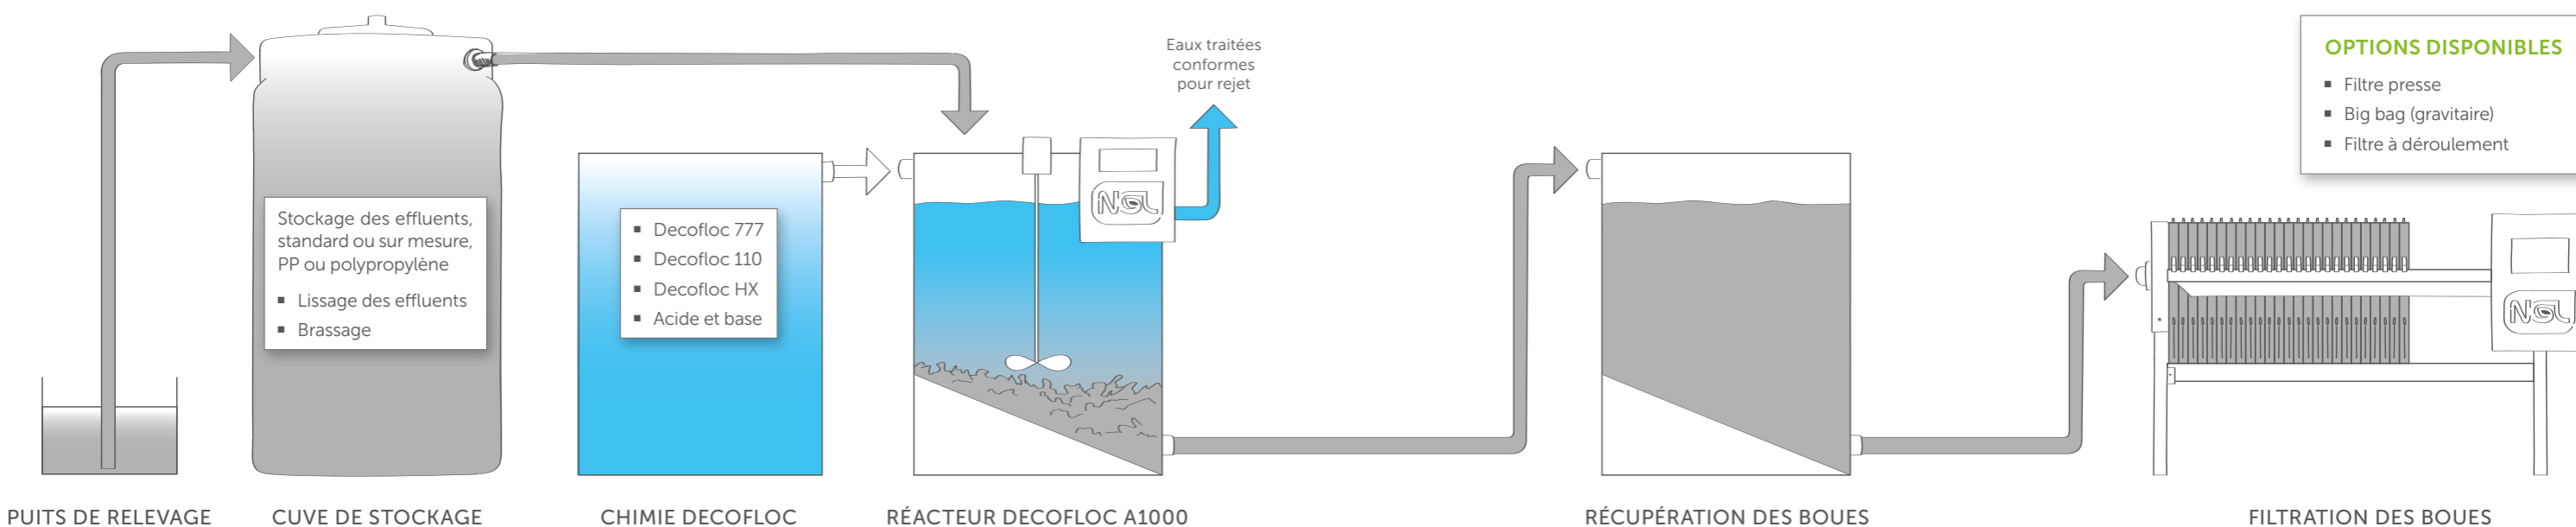 Eaux traitées
conformes
pour rejet
OPTIONS DISPONIBLES
▪ Filtre presse
▪ Big bag (gravitaire)
▪ Filtre à déroulement
Stockage des effluents,
standard ou sur mesure,
PP ou polypropylène
▪ Lissage des effluents
▪ Brassage
▪ Decofloc 777
▪ Decofloc 110
▪ Decofloc HX
▪ Acide et base
NGL
NGL
PUITS DE RELEVAGE
CUVE DE STOCKAGE
CHIMIE DECOFLOC
RÉACTEUR DECOFLOC A1000
RÉCUPÉRATION DES BOUES
FILTRATION DES BOUES